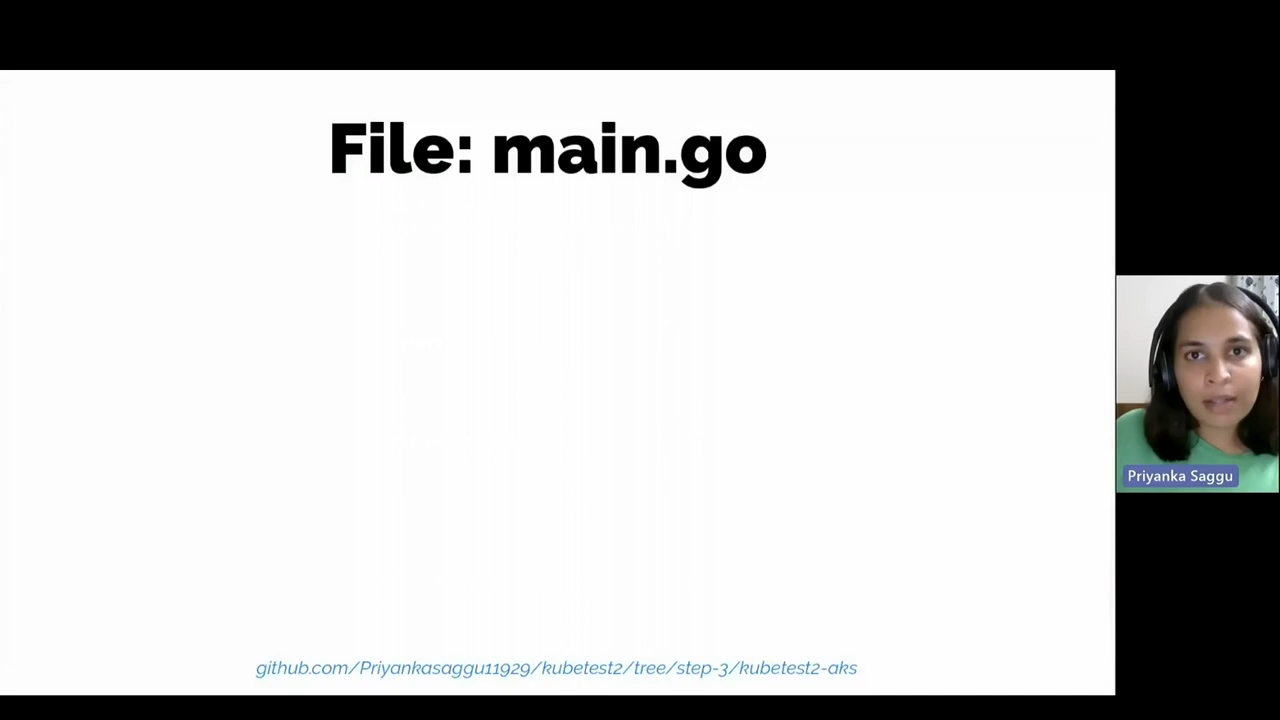 File: main.go
Priyanka Saggu
github.com/Priyankasaggu11929/kubetest2/tree/step-3/kubetest2-aks